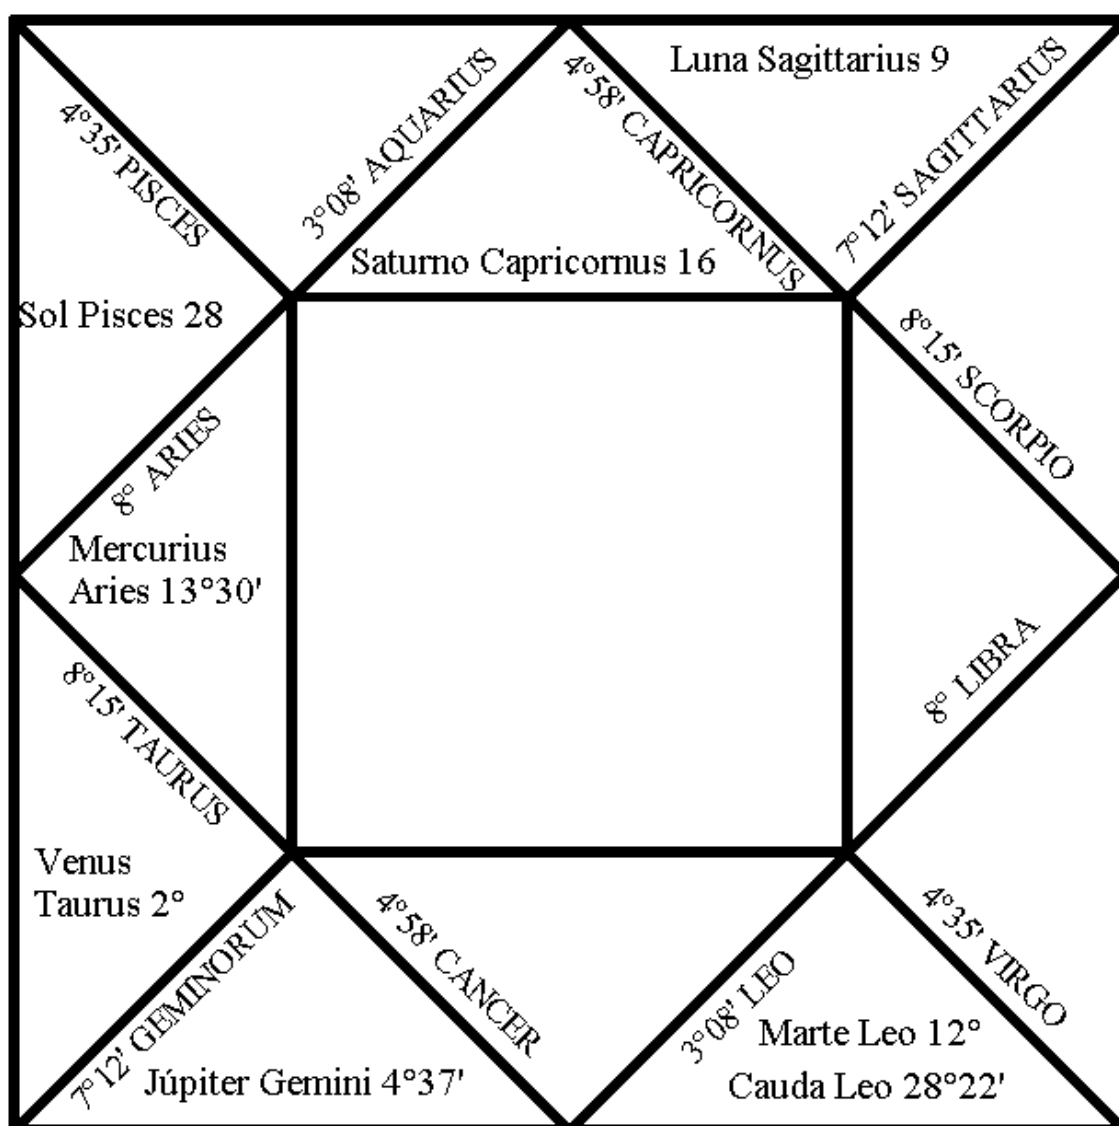 Luna Sagittarius 9
4°35' PISCES
3°08' AQUARIUS
4°58' CAPRICORNUS
7°12' SAGITTARIUS
Saturno Capricornus 16
Sol Pisces 28
8°15' SCORPIO
8° ARIES
Mercurius
Aries 13°30'
8° LIBRA
8°15' TAURUS
Venus
Taurus 2°
7°12' GEMINORUM
4°58' CANCER
3°08' LEO
4°35' VIRGO
Marte Leo 12°
Júpiter Gemini 4°37'
Cauda Leo 28°22'